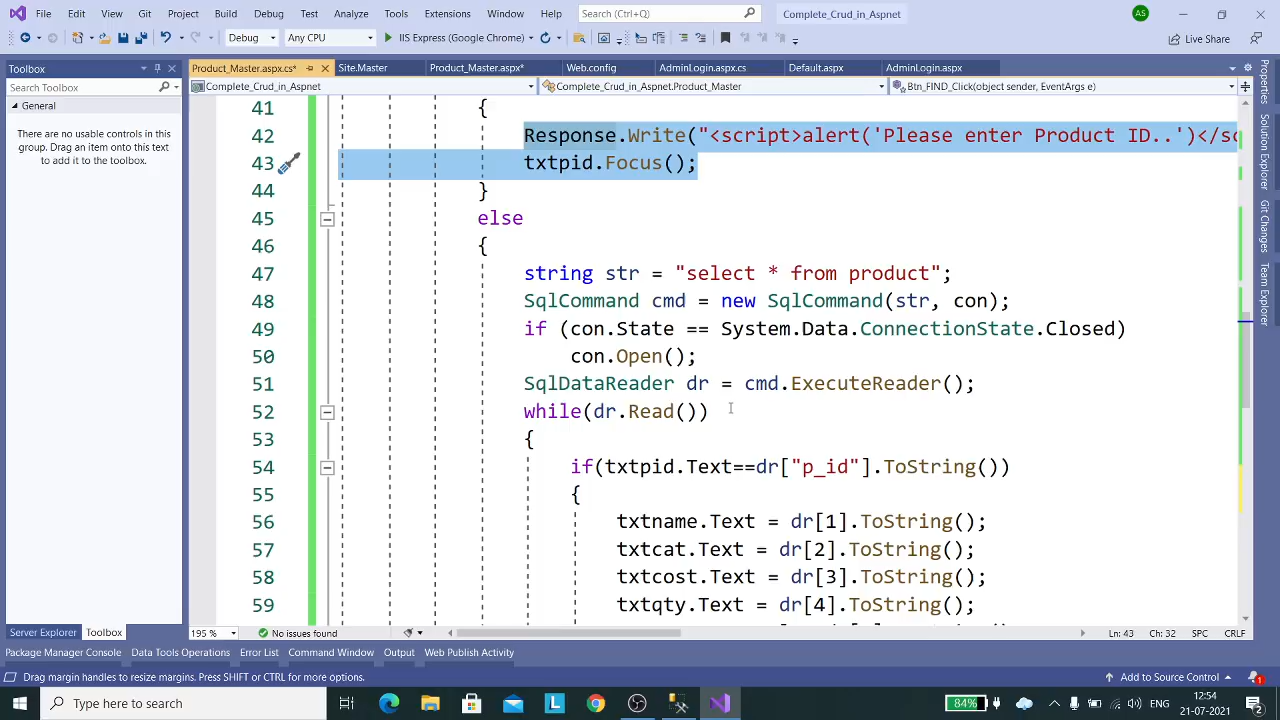 File Edit View Git Project Build Debug Test Analyze Tools Extensions Window Help Search (Ctrl+Q) Complete_Crud_in_Aspnet AS
Debug Any CPU IIS Express (Google Chrome) Live Share
Toolbox
Search Toolbox
General
There are no usable controls in this
group. Drag an item onto this text
to add it to the toolbox.
Server Explorer Toolbox
Product_Master.aspx.cs* Site.Master Product_Master.aspx* Web.config AdminLogin.aspx.cs Default.aspx AdminLogin.aspx
Complete_Crud_in_Aspnet Complete_Crud_in_Aspnet.Product_Master Btn_FIND_Click(object sender, EventArgs e)
41 {
42 Response.Write("<script>alert('Please enter Product ID..')</sc
43 txtpid.Focus();
44 }
45 else
46 {
47 string str = "select * from product";
48 SqlCommand cmd = new SqlCommand(str, con);
49 if (con.State == System.Data.ConnectionState.Closed)
50 con.Open();
51 SqlDataReader dr = cmd.ExecuteReader();
52 while(dr.Read())
53 {
54 if(txtpid.Text==dr["p_id"].ToString())
55 {
56 txtname.Text = dr[1].ToString();
57 txtcat.Text = dr[2].ToString();
58 txtcost.Text = dr[3].ToString();
59 txtqty.Text = dr[4].ToString();
195 % No issues found Ln: 43 Ch: 32 SPC CRLF
Properties
Solution Explorer
Git Changes
Team Explorer
Package Manager Console Data Tools Operations Error List Command Window Output Web Publish Activity
Drag margin handles to resize margins. Press SHIFT or CTRL for more options. Add to Source Control 1
Type here to search L 84% ENG 12:54
21-07-2021 2